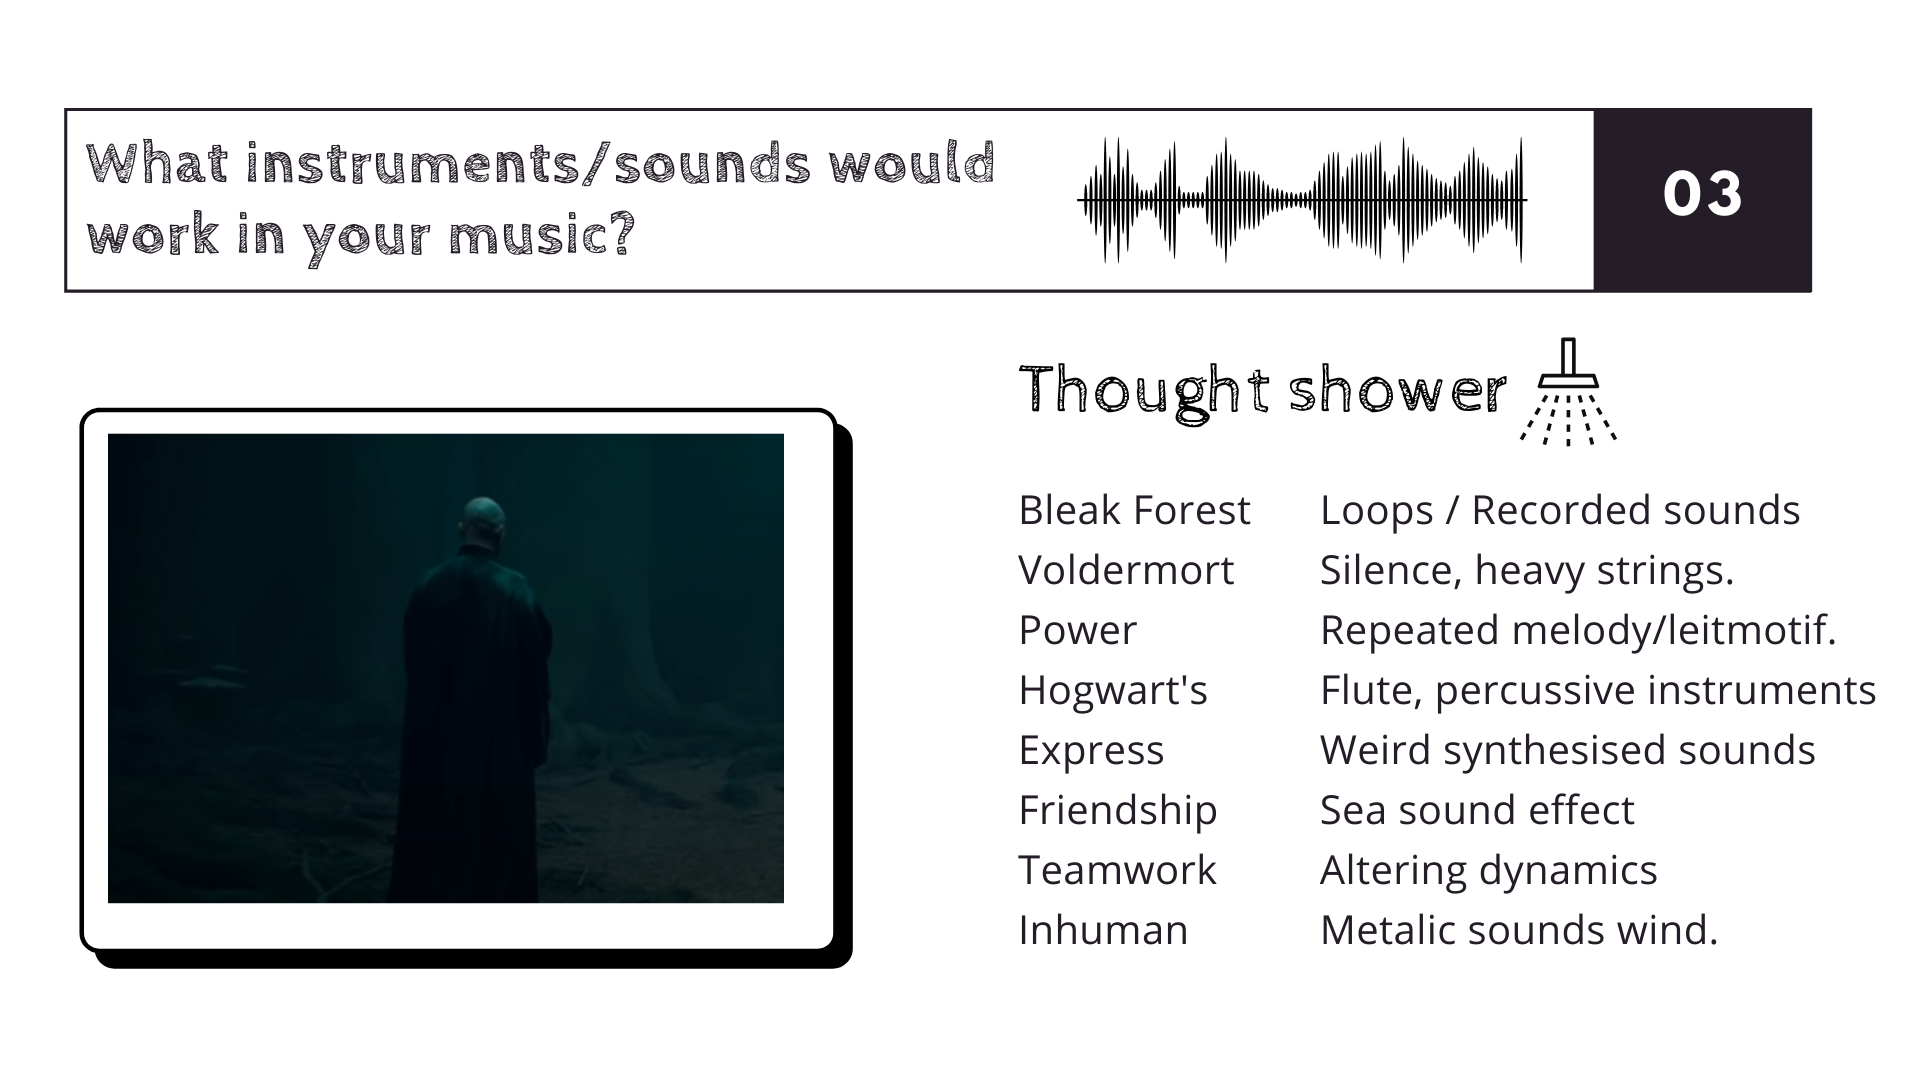 What instruments/sounds would
work in your music?
03
Thought shower
Bleak Forest
Voldermort
Power
Hogwart's
Express
Friendship
Teamwork
Inhuman
Loops / Recorded sounds
Silence, heavy strings.
Repeated melody/leitmotif.
Flute, percussive instruments
Weird synthesised sounds
Sea sound effect
Altering dynamics
Metalic sounds wind.